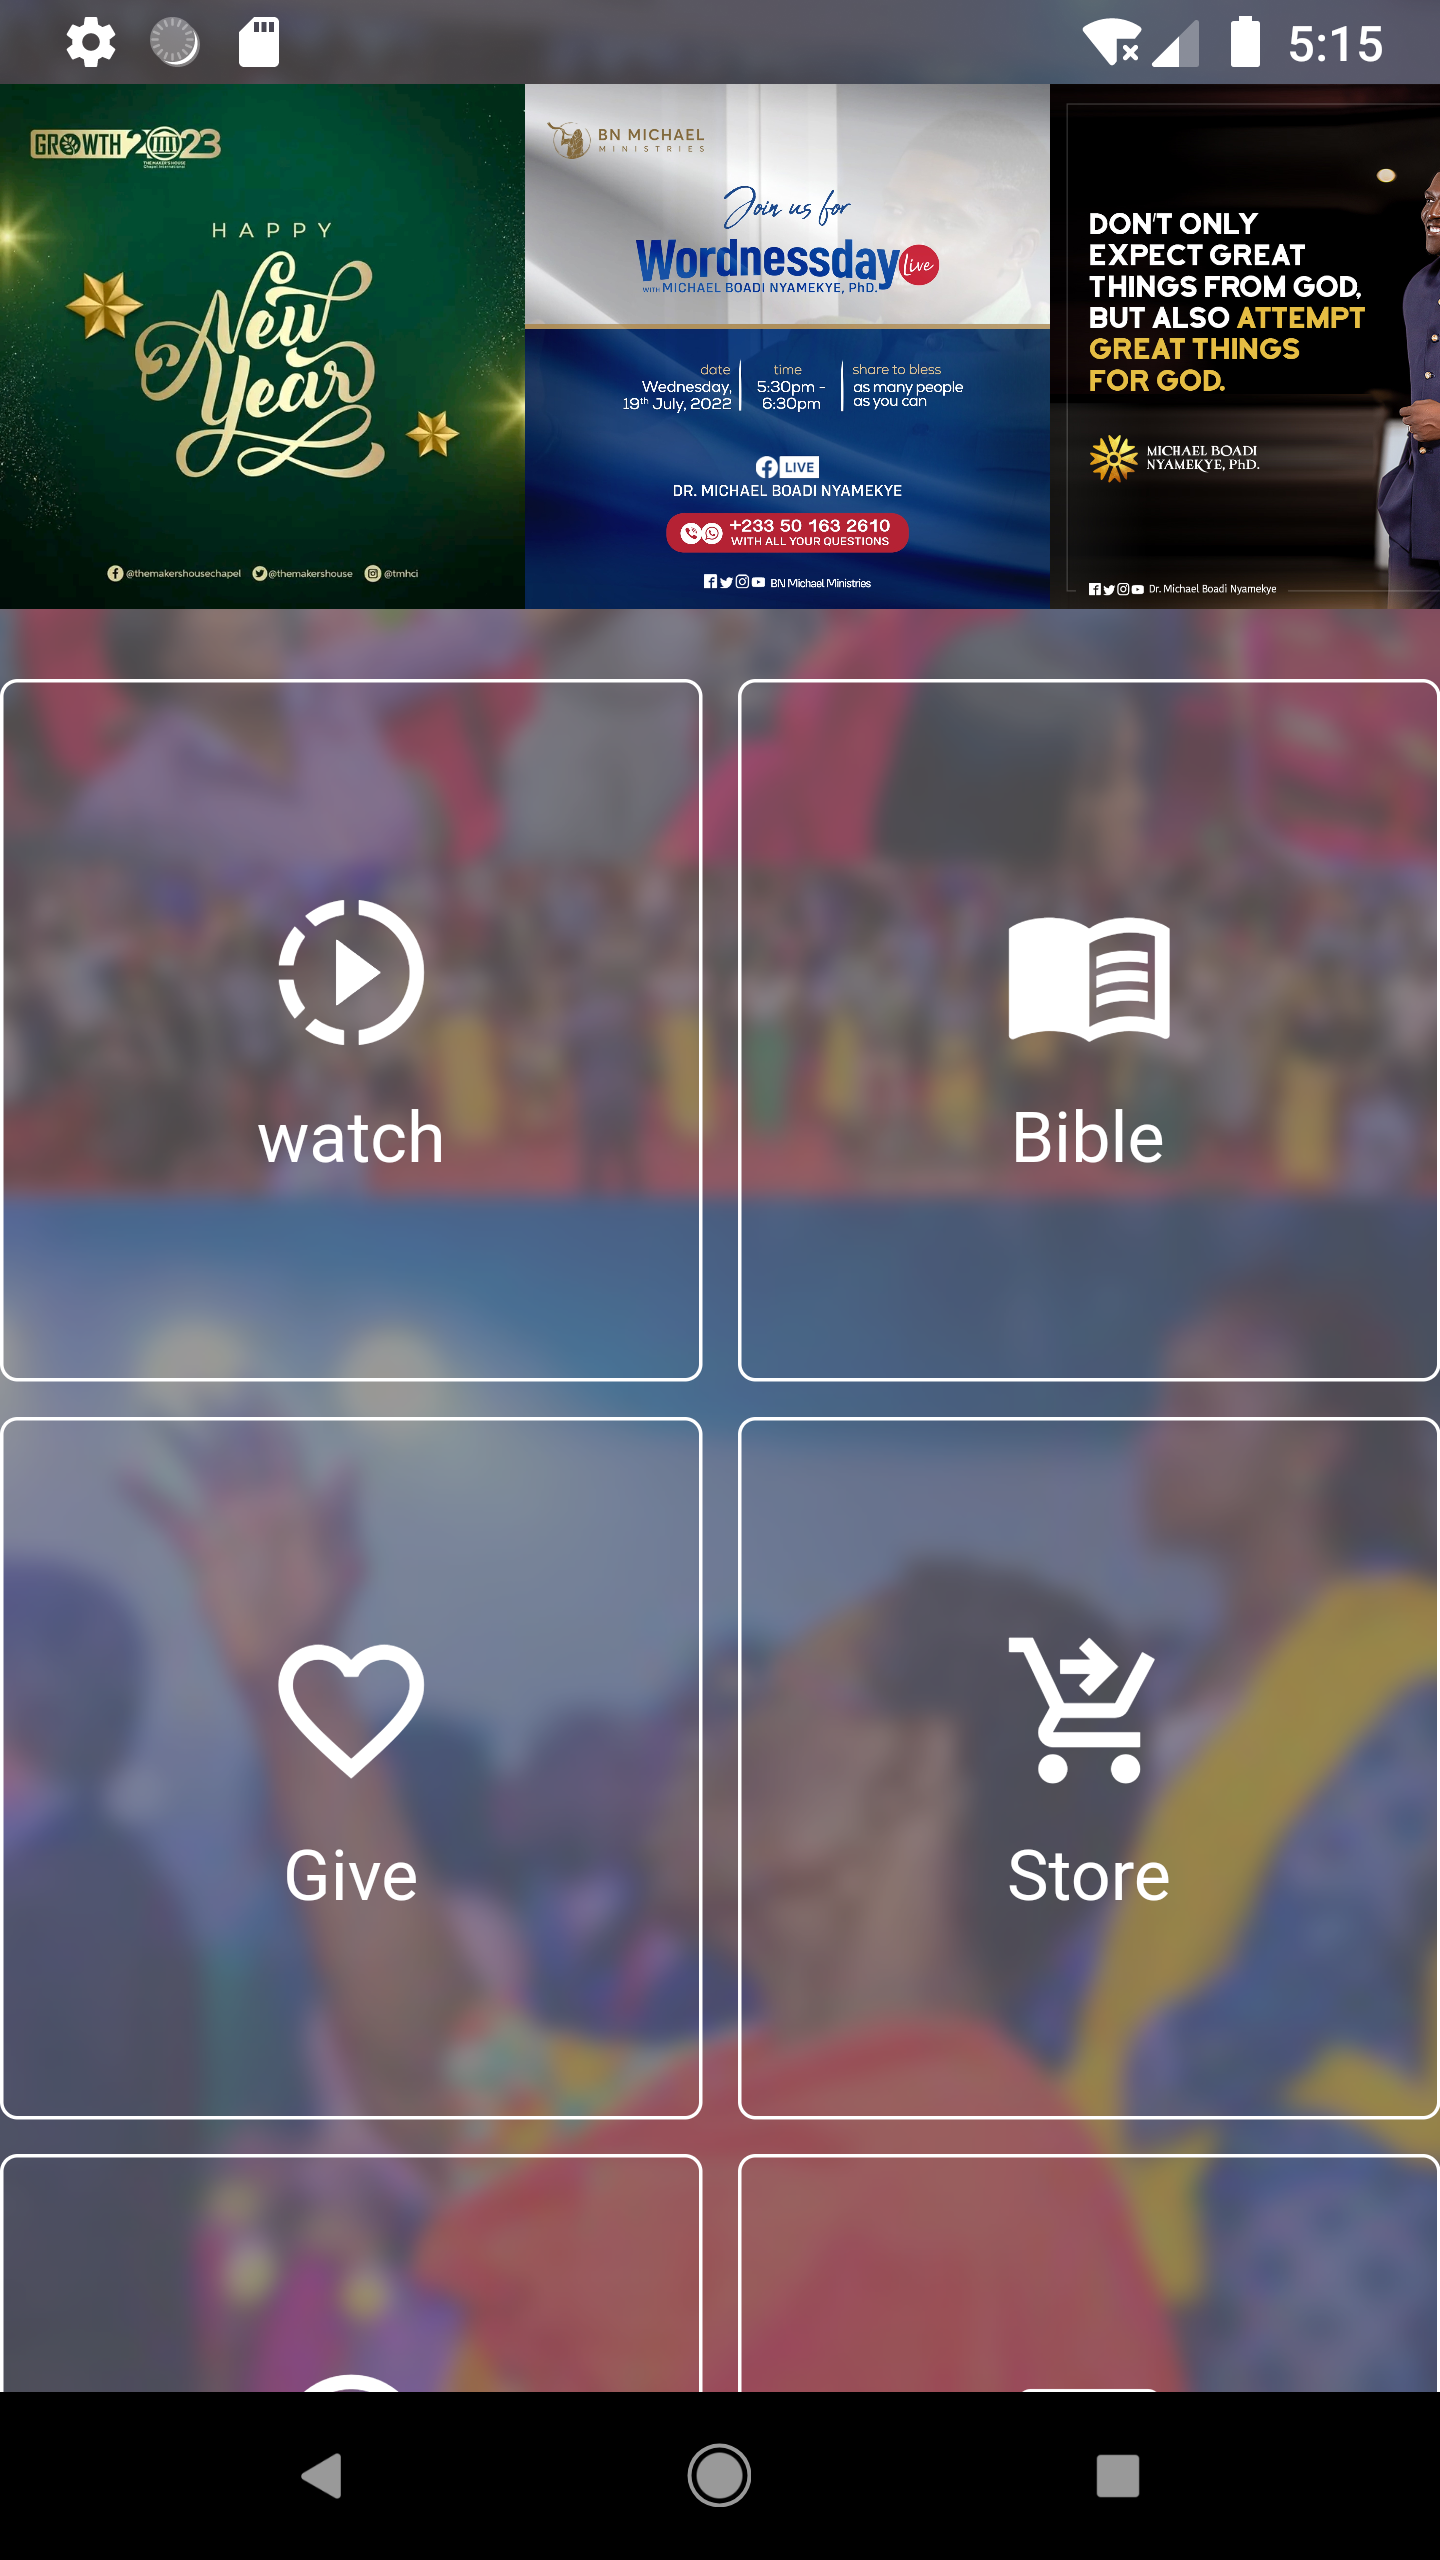 5:15
GROWTH 2023
THE MAKER'S HOUSE
Chapel International
HAPPY
New
Year
@themakershousechapel @themakershouse @tmhci
BN MICHAEL
MINISTRIES
Join us for
Wordnessday Live
WITH MICHAEL BOADI NYAMEKYE, PhD.
date
Wednesday,
19th July, 2022
time
5:30pm -
6:30pm
share to bless
as many people
as you can
LIVE
DR. MICHAEL BOADI NYAMEKYE
+233 50 163 2610
WITH ALL YOUR QUESTIONS
BN Michael Ministries
DON'T ONLY
EXPECT GREAT
THINGS FROM GOD,
BUT ALSO ATTEMPT
GREAT THINGS
FOR GOD.
MICHAEL BOADI
NYAMEKYE, PhD.
Dr. Michael Boadi Nyamekye
watch
Bible
Give
Store